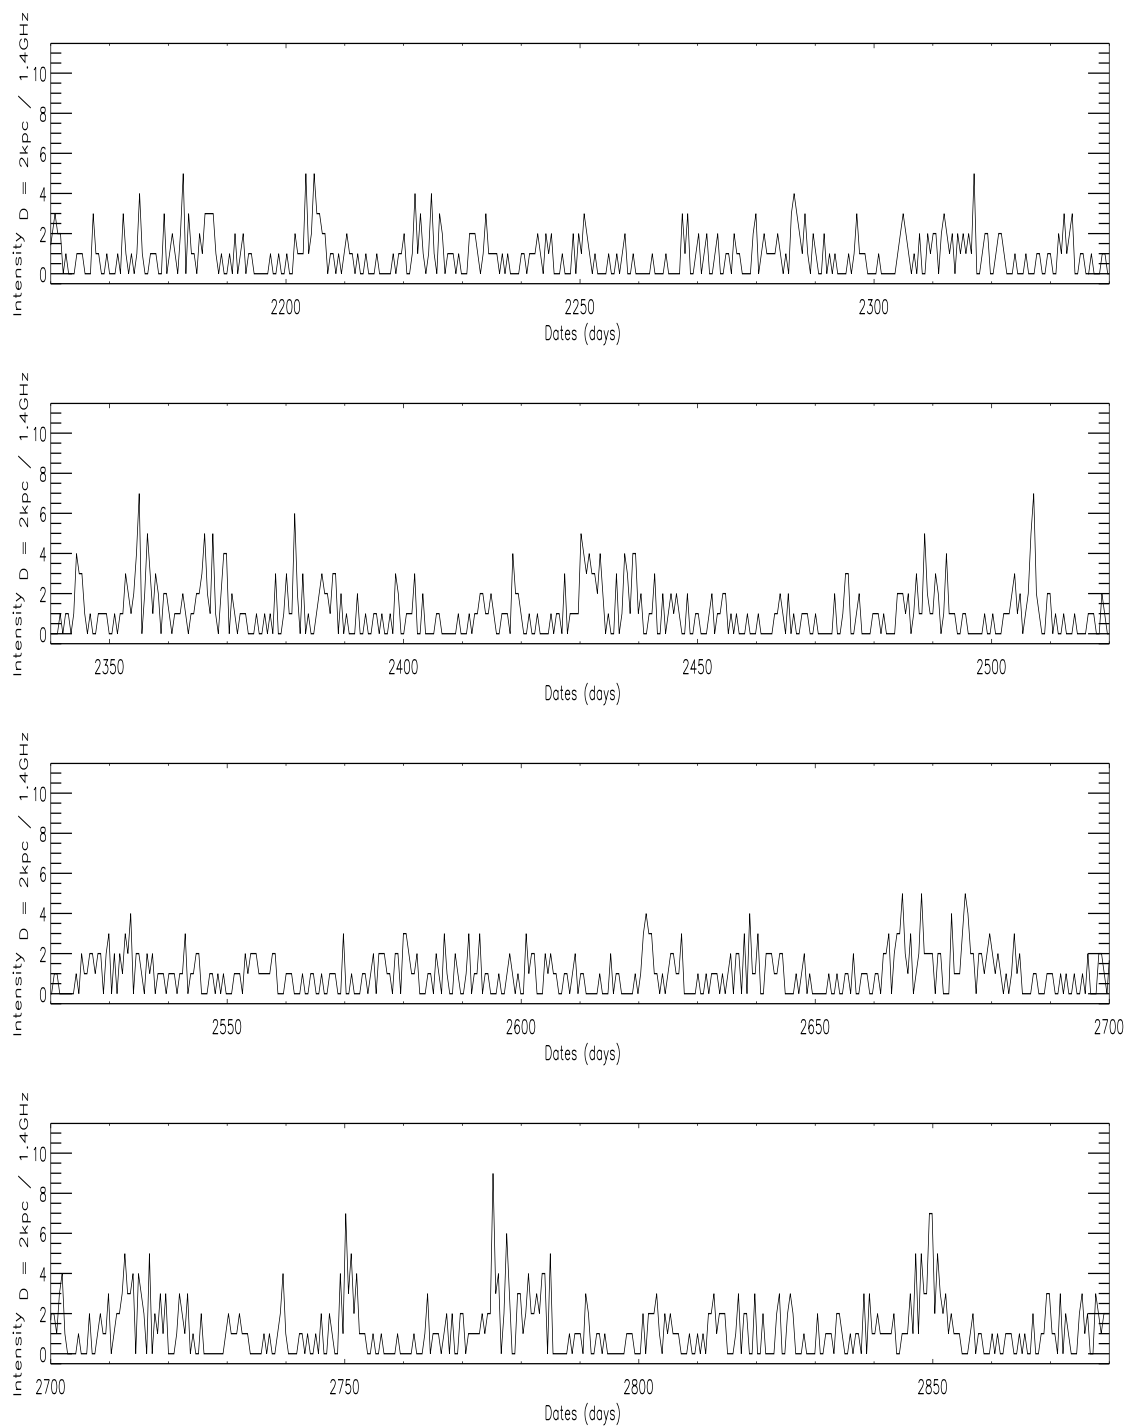 Intensity D = 2kpc / 1.4GHz
10
8
6
4
2
0
2200 2250 2300
Dates (days)
Intensity D = 2kpc / 1.4GHz
10
8
6
4
2
0
2350 2400 2450 2500
Dates (days)
Intensity D = 2kpc / 1.4GHz
10
8
6
4
2
0
2550 2600 2650 2700
Dates (days)
Intensity D = 2kpc / 1.4GHz
10
8
6
4
2
0
2700 2750 2800 2850
Dates (days)